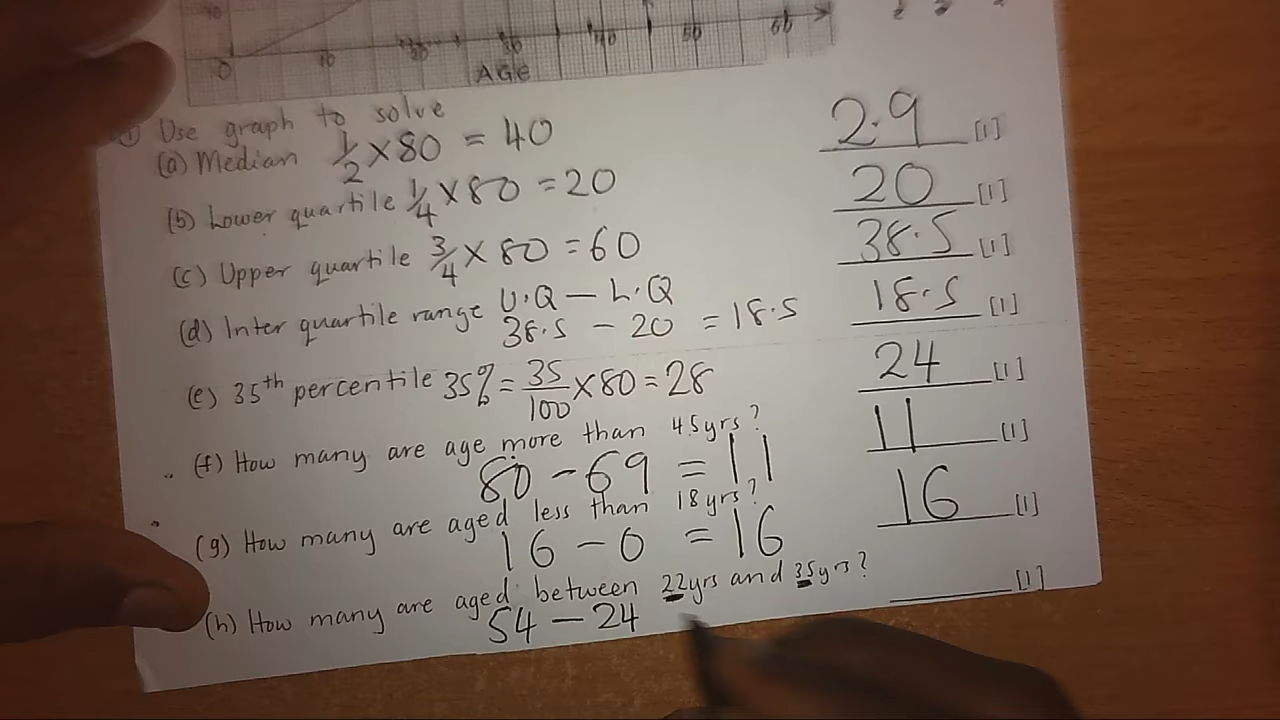 0 10 20 30 40 50 60
AGE
Use graph to solve
(a) Median 1/2 × 80 = 40 2.9 [1]
(b) Lower quartile 1/4 × 80 = 20 20 [1]
(c) Upper quartile 3/4 × 80 = 60 38.5 [1]
(d) Inter quartile range U.Q – L.Q
38.5 – 20 = 18.5 18.5 [1]
(e) 35th percentile 35% = 35/100 × 80 = 28 24 [1]
(f) How many are age more than 45yrs?
80 – 69 = 11 11 [1]
(g) How many are aged less than 18yrs?
16 – 0 = 16 16 [1]
(h) How many are aged between 22yrs and 35yrs? [1]
54 – 24